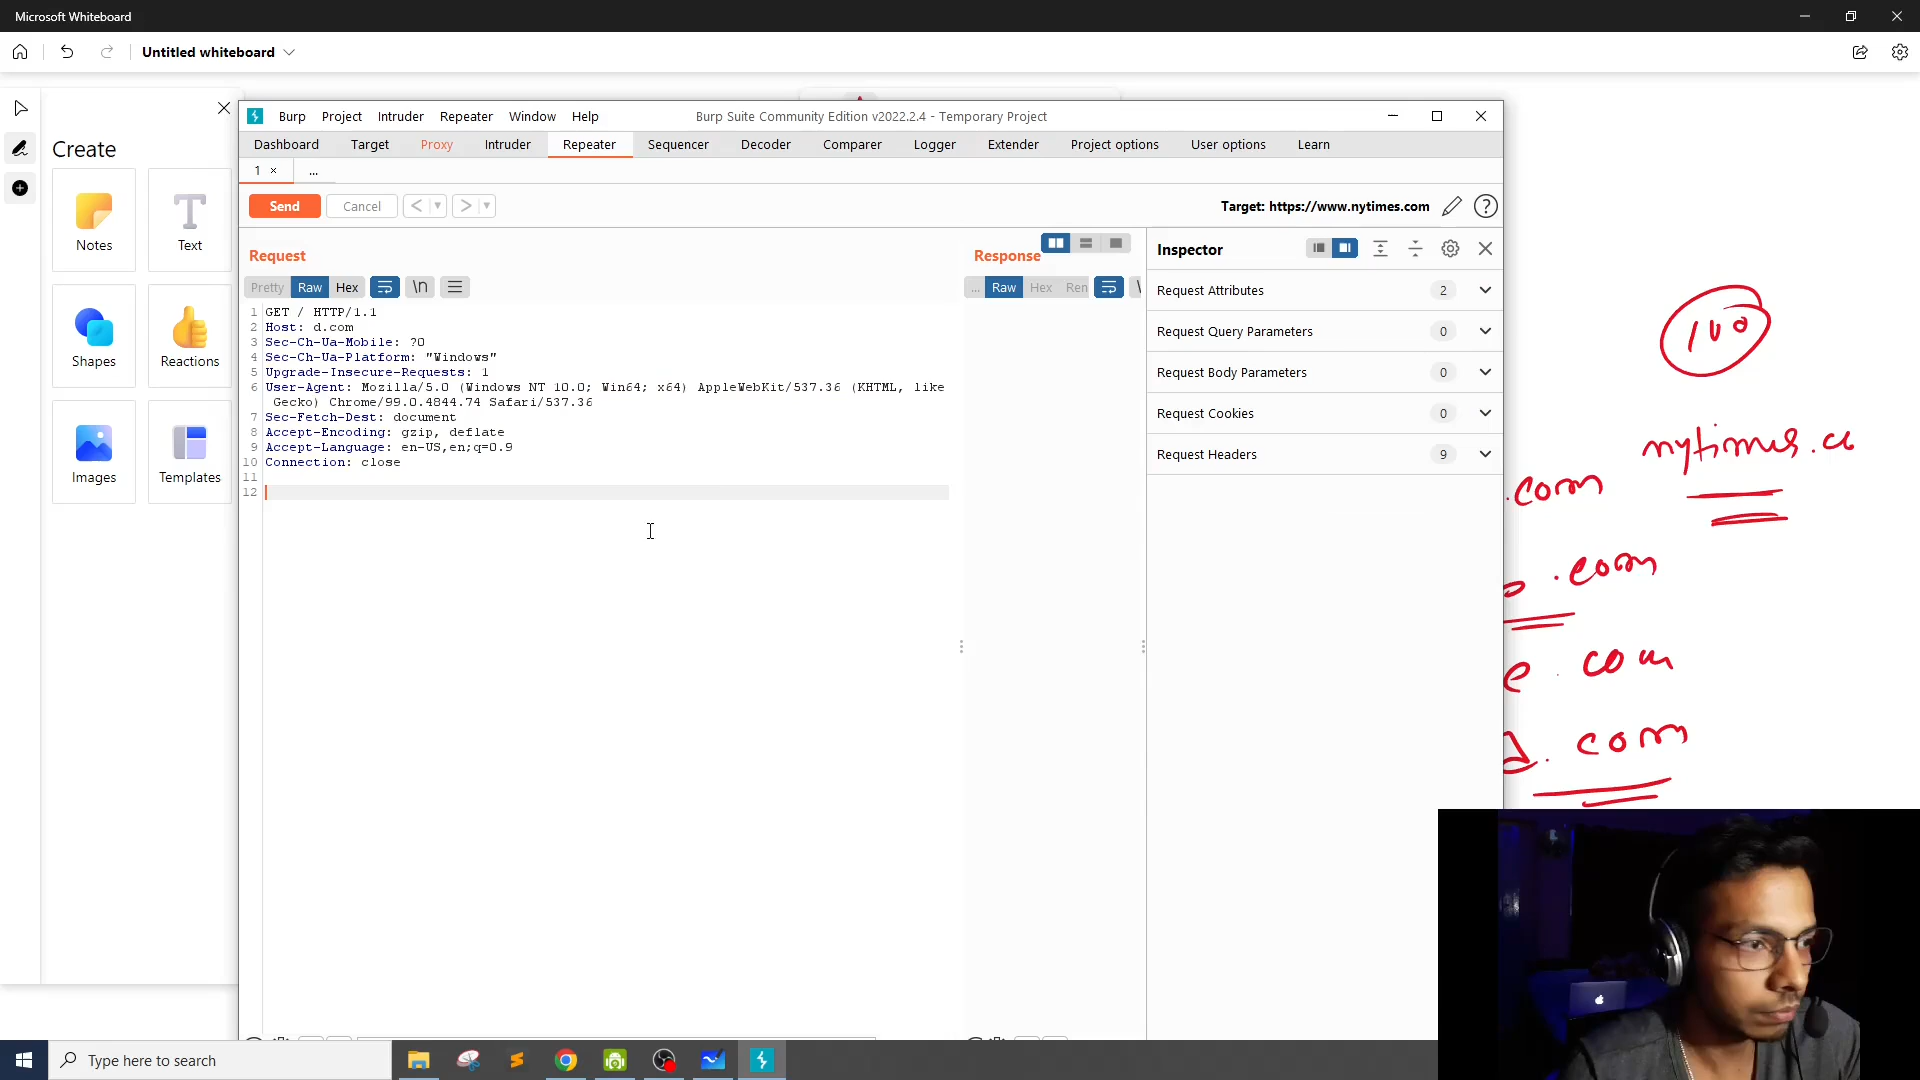 Microsoft Whiteboard
Untitled whiteboard
Create
Notes
Text
Shapes
Reactions
Images
Templates
Burp Project Intruder Repeater Window Help
Burp Suite Community Edition v2022.2.4 - Temporary Project
Dashboard Target Proxy Intruder Repeater Sequencer Decoder Comparer Logger Extender Project options User options Learn
1 × ...
Send Cancel < >
Target: https://www.nytimes.com
Request
Pretty Raw Hex \n
1 GET / HTTP/1.1
2 Host: d.com
3 Sec-Ch-Ua-Mobile: ?0
4 Sec-Ch-Ua-Platform: "Windows"
5 Upgrade-Insecure-Requests: 1
6 User-Agent: Mozilla/5.0 (Windows NT 10.0; Win64; x64) AppleWebKit/537.36 (KHTML, like
Gecko) Chrome/99.0.4844.74 Safari/537.36
7 Sec-Fetch-Dest: document
8 Accept-Encoding: gzip, deflate
9 Accept-Language: en-US,en;q=0.9
10 Connection: close
11
12
Response
... Raw Hex Ren
Inspector
Request Attributes 2
Request Query Parameters 0
Request Body Parameters 0
Request Cookies 0
Request Headers 9
100
nytimes.co
.com
.com
.com
d.com
Type here to search